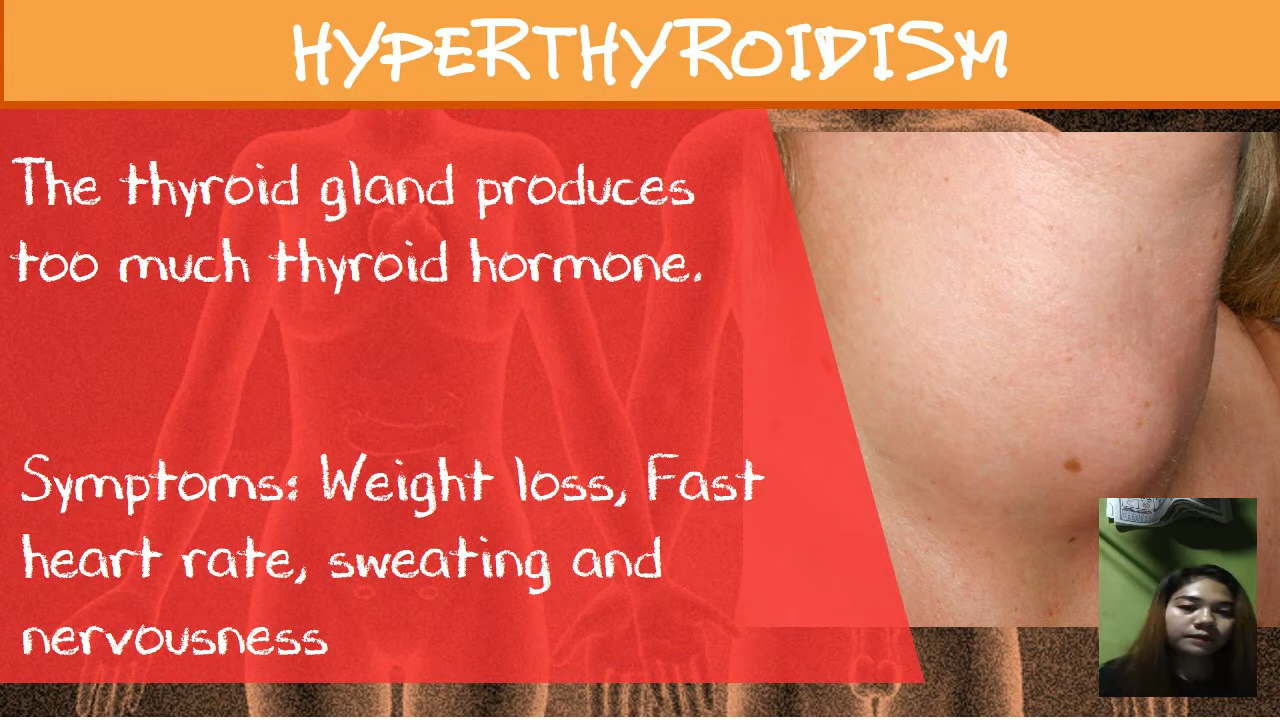 HYPERTHYROIDISM
The thyroid gland produces
too much thyroid hormone.
Symptoms: Weight loss, Fast
heart rate, sweating and
nervousness